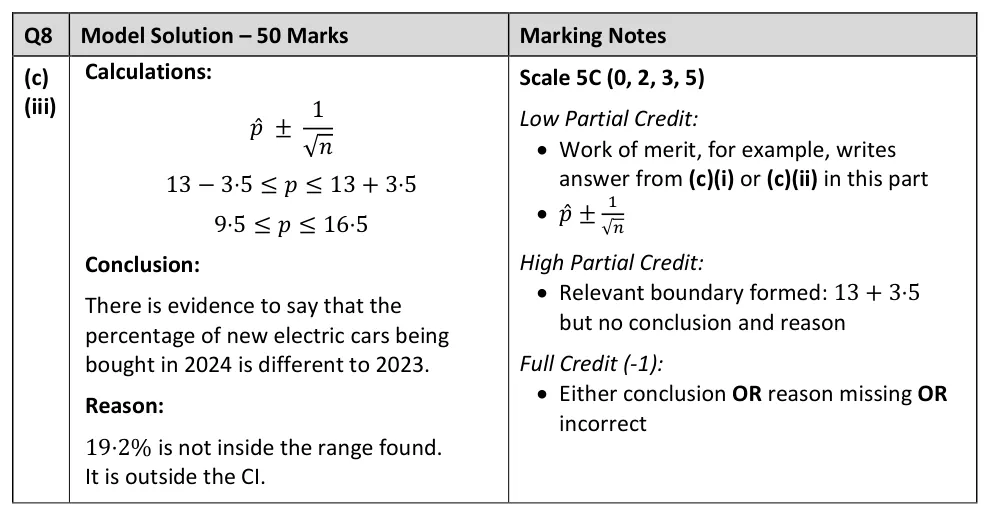 Q8 Model Solution – 50 Marks Marking Notes
(c)
(iii)
Calculations:
p̂ ± 1/√n
13 − 3·5 ≤ p ≤ 13 + 3·5
9·5 ≤ p ≤ 16·5
Conclusion:
There is evidence to say that the
percentage of new electric cars being
bought in 2024 is different to 2023.
Reason:
19·2% is not inside the range found.
It is outside the CI.
Scale 5C (0, 2, 3, 5)
Low Partial Credit:
• Work of merit, for example, writes
answer from (c)(i) or (c)(ii) in this part
• p̂ ± 1/√n
High Partial Credit:
• Relevant boundary formed: 13 + 3·5
but no conclusion and reason
Full Credit (-1):
• Either conclusion OR reason missing OR
incorrect